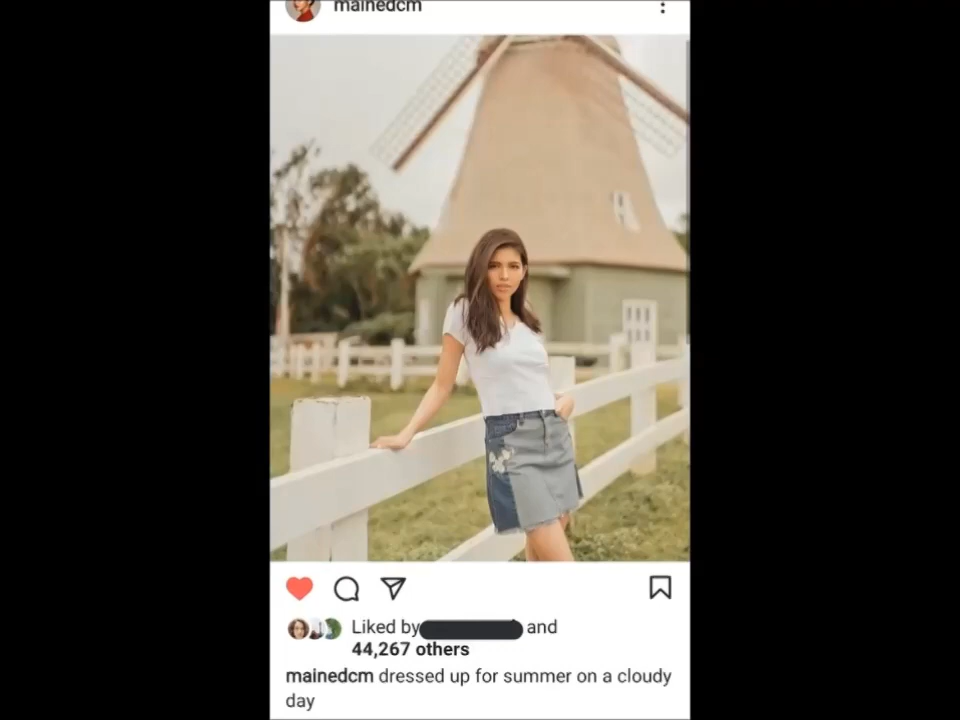 mainedcm
Liked by and
44,267 others
mainedcm dressed up for summer on a cloudy
day